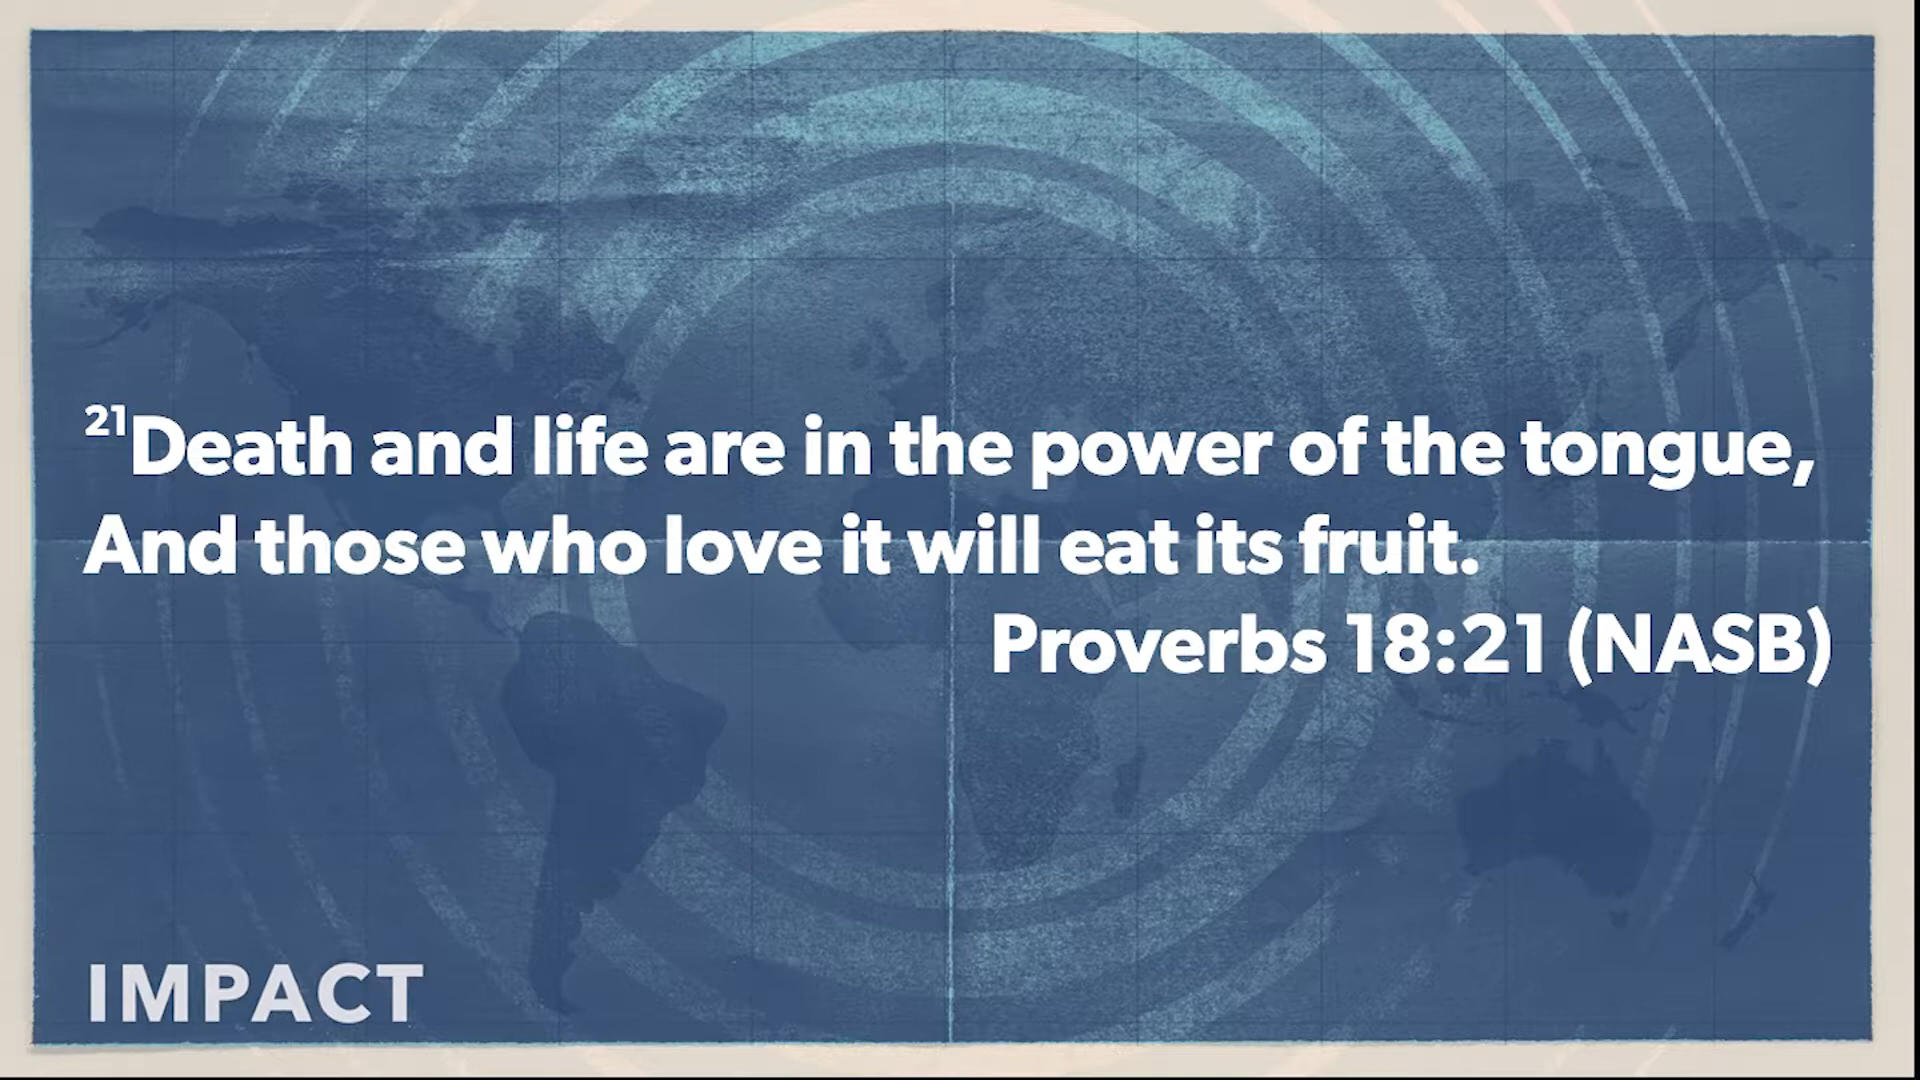 21Death and life are in the power of the tongue,
And those who love it will eat its fruit.
Proverbs 18:21 (NASB)
IMPACT